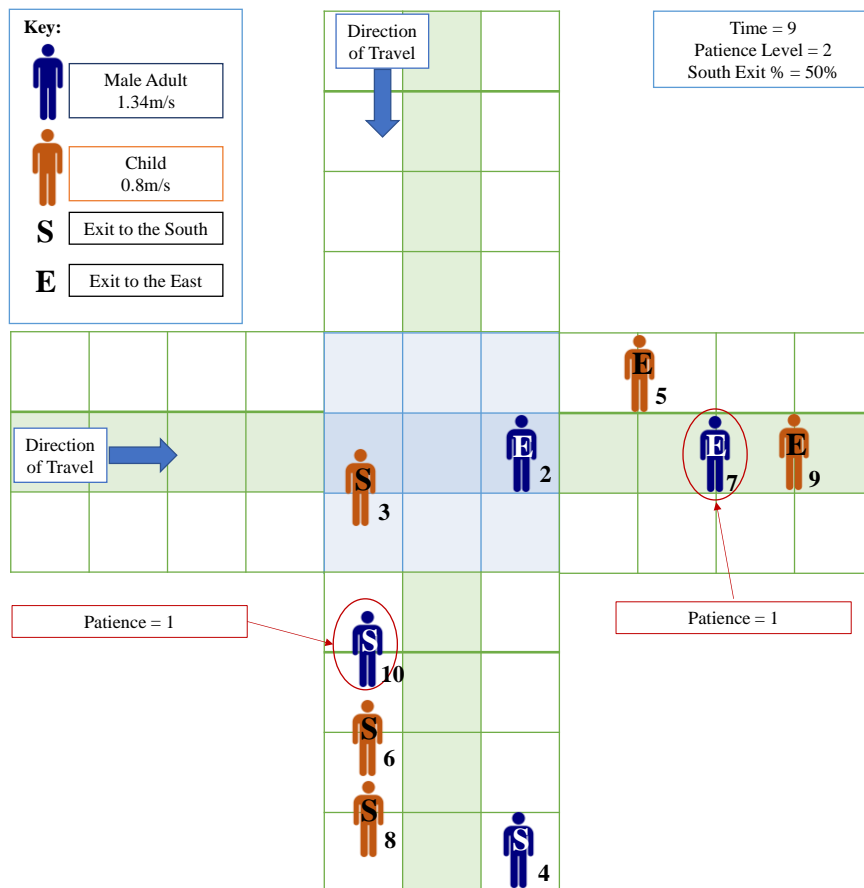 Key:
Male Adult
1.34m/s
Child
0.8m/s
S
Exit to the South
E
Exit to the East
Direction
of Travel
Time = 9
Patience Level = 2
South Exit % = 50%
E
5
Direction
of Travel
E
2
E
7
E
9
S
3
Patience = 1
Patience = 1
S
10
S
6
S
8
S
4